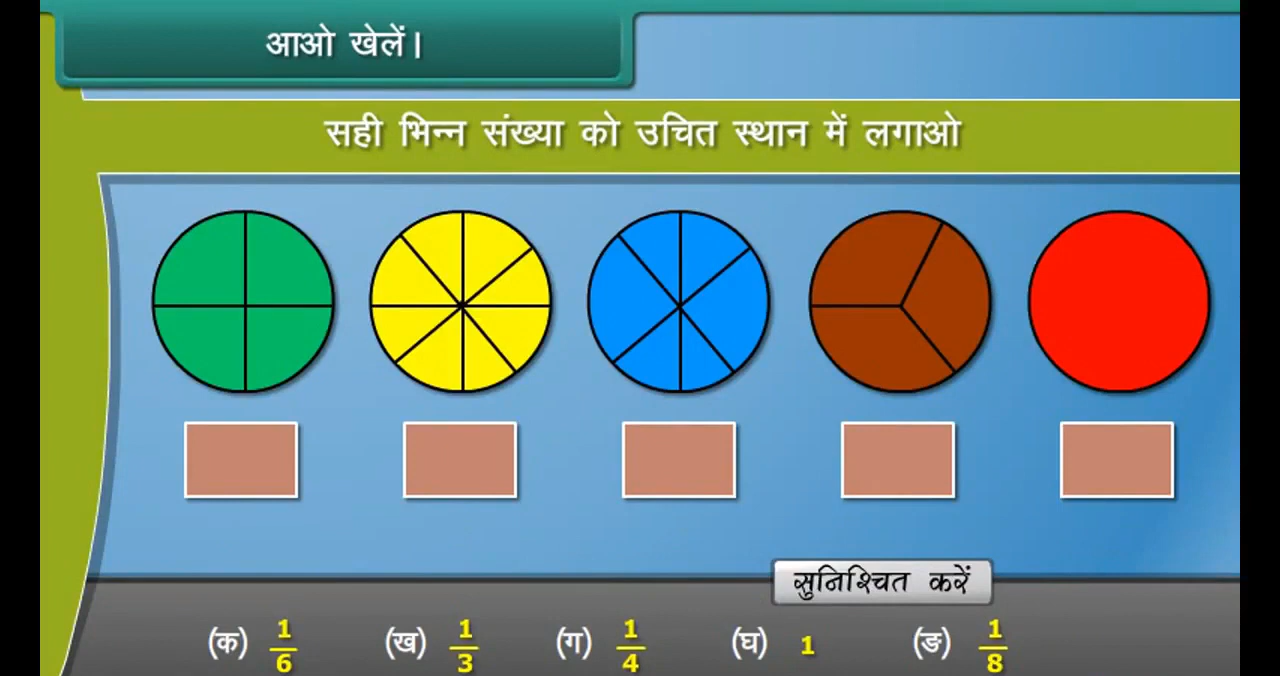 आओ खेलें।
सही भिन्न संख्या को उचित स्थान में लगाओ
सुनिश्चित करें
(क) 1/6 (ख) 1/3 (ग) 1/4 (घ) 1 (ङ) 1/8